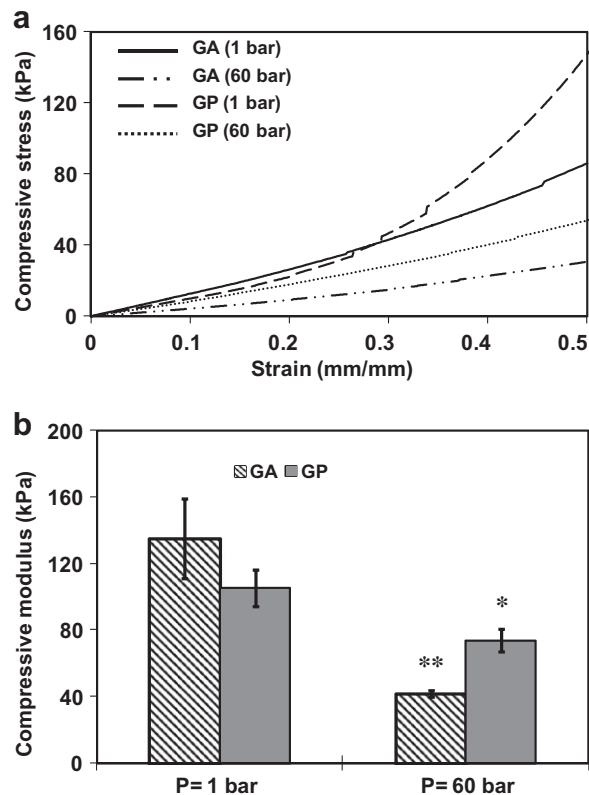 a
160
120
80
40
0
Compressive stress (kPa)
GA (1 bar)
GA (60 bar)
GP (1 bar)
GP (60 bar)
0 0.1 0.2 0.3 0.4 0.5
Strain (mm/mm)
b
200
160
120
80
40
0
Compressive modulus (kPa)
GA GP
**
*
P= 1 bar P= 60 bar